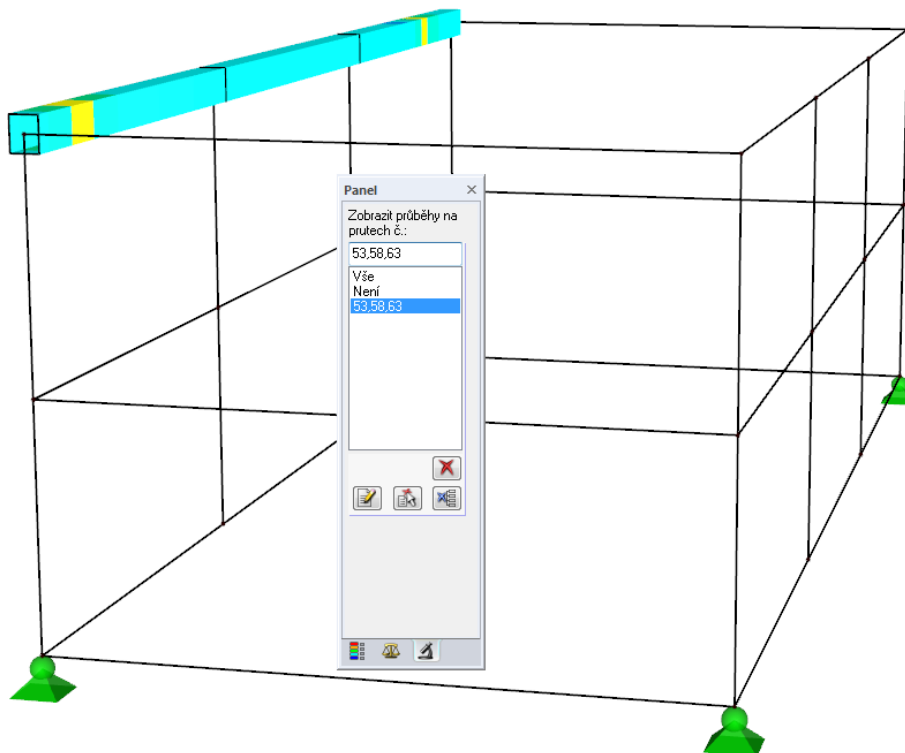 Panel
Zobrazit průběhy na
prutech č.:
53,58,63
Vše
Není
53,58,63